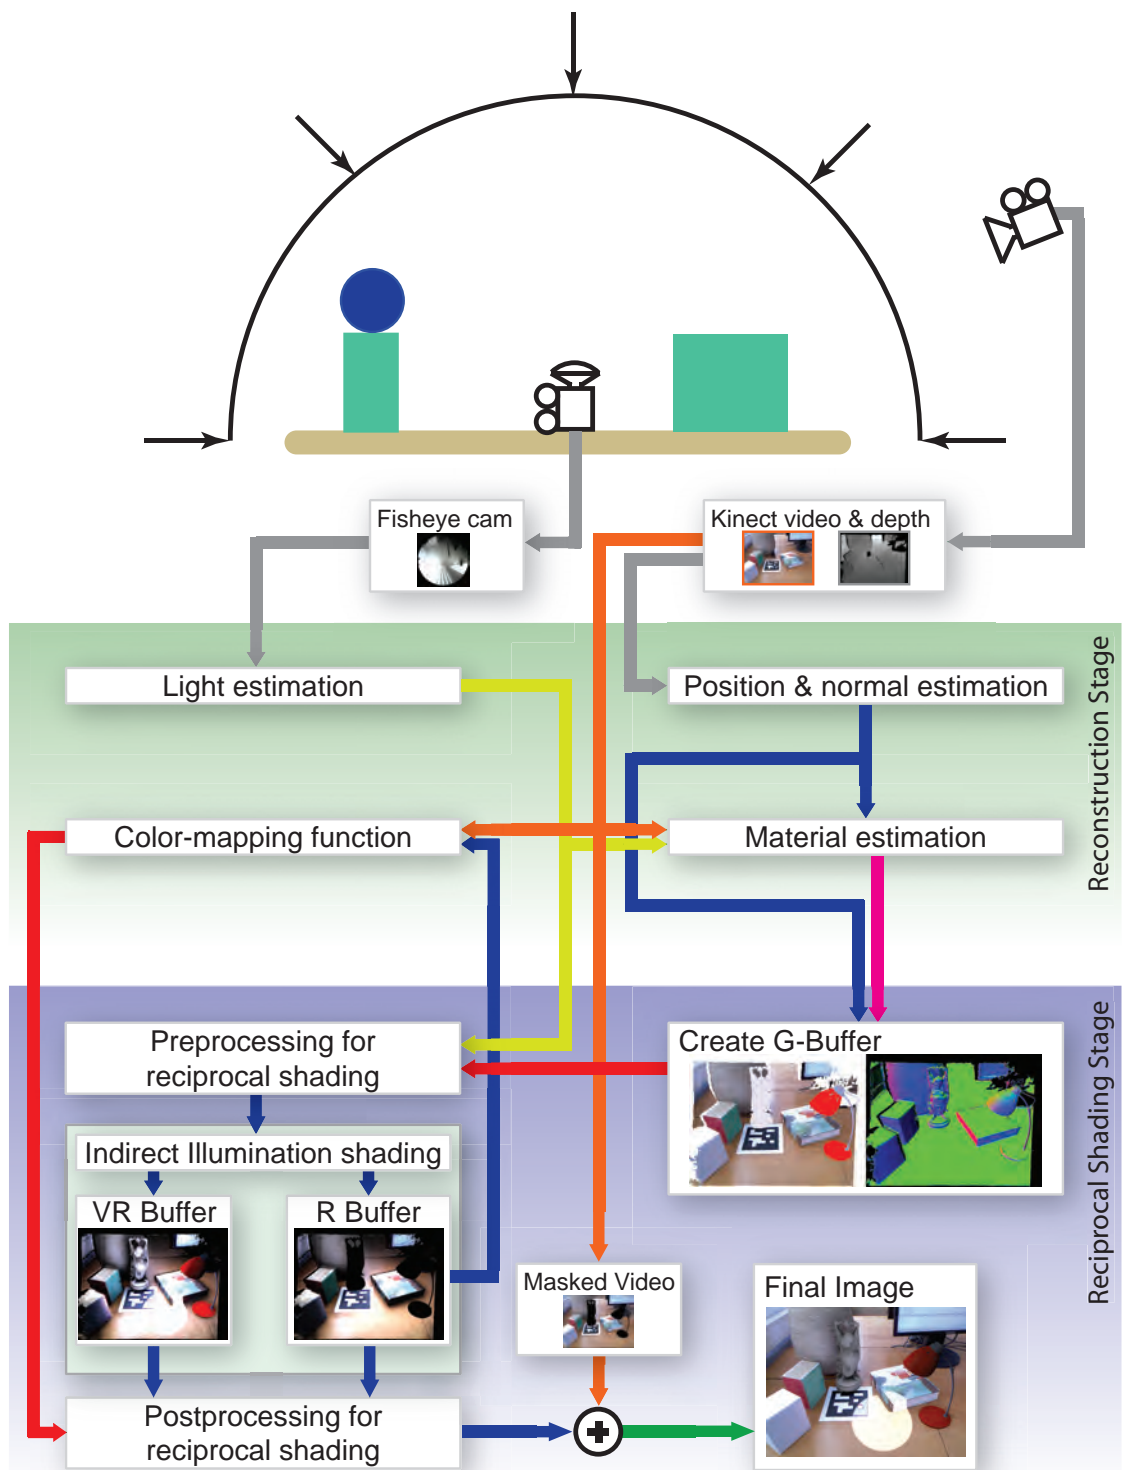 Fisheye cam
Kinect video & depth
Light estimation
Position & normal estimation
Reconstruction Stage
Color-mapping function
Material estimation
Preprocessing for
reciprocal shading
Create G-Buffer
Reciprocal Shading Stage
Indirect Illumination shading
VR Buffer
R Buffer
Masked Video
Final Image
Postprocessing for
reciprocal shading